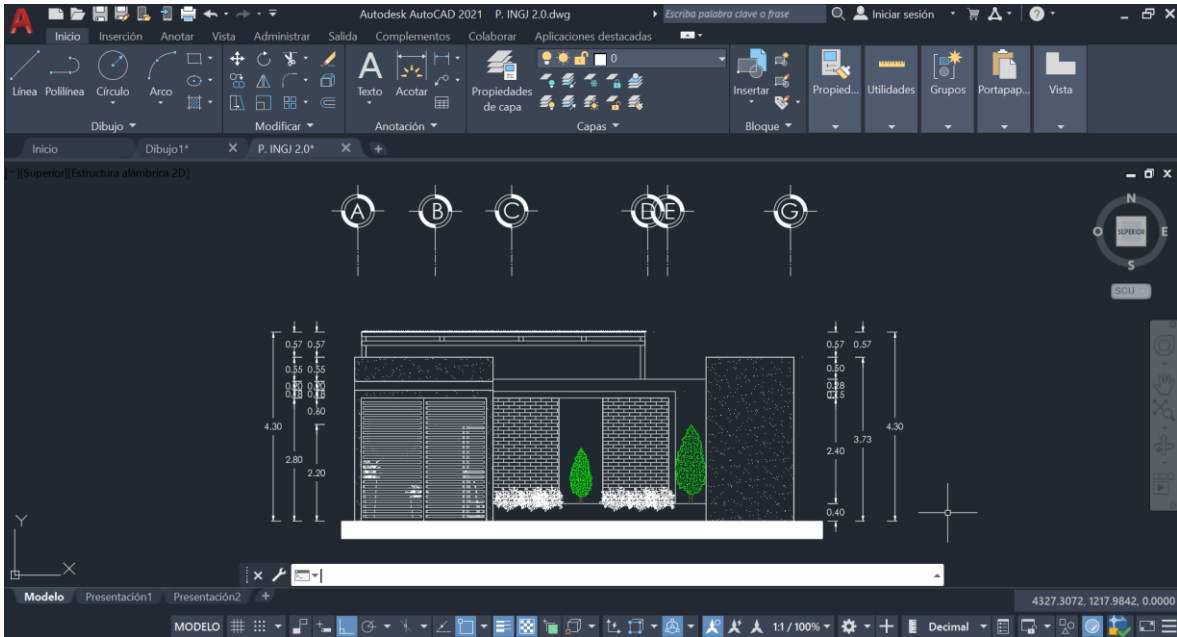 Autodesk AutoCAD 2021 P. INGJ 2.0.dwg
Escriba palabra clave o frase
Iniciar sesión
Inicio Inserción Anotar Vista Administrar Salida Complementos Colaborar Aplicaciones destacadas
0
Línea Polilínea Círculo Arco
Texto Acotar
Propiedades de capa
Insertar
Propied... Utilidades Grupos Portapap... Vista
Dibujo Modificar Anotación Capas Bloque
Inicio Dibujo1* P. INGJ 2.0*
[−][Superior][Estructura alámbrica 2D]
A B C D E G
N
O SUPERIOR E
S
SCU
0.57 0.57 0.57 0.57
0.55 0.55 0.50
0.28
0.15
0.60
4.30 3.73 4.30
2.80 2.20 2.40
0.40
Y
X
Modelo Presentación1 Presentación2
4327.3072, 1217.9842, 0.0000
MODELO 1:1 / 100% Decimal